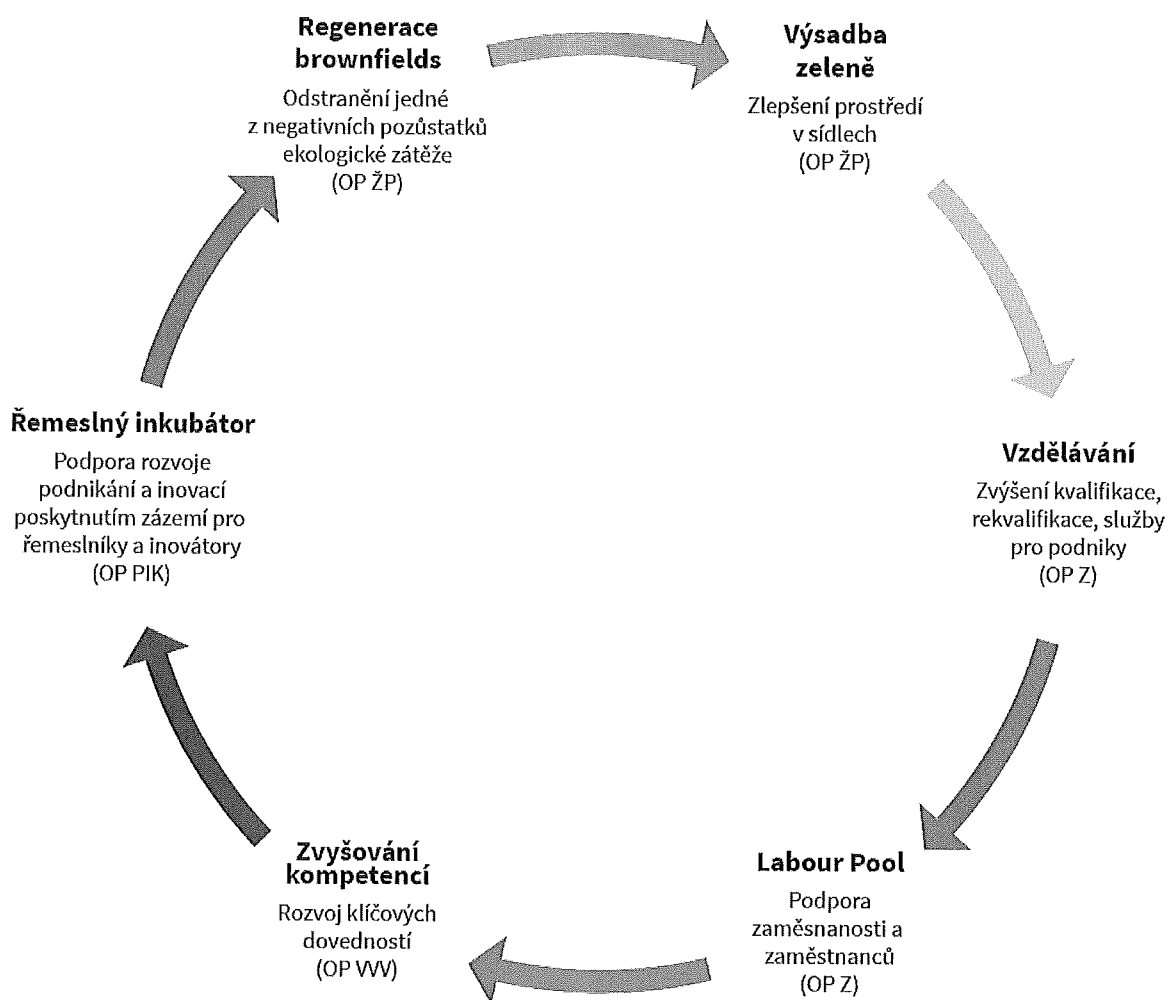 Regenerace
brownfields
Odstranění jedné
z negativních pozůstatků
ekologické zátěže
(OP ŽP)
Výsadba
zeleně
Zlepšení prostředí
v sídlech
(OP ŽP)
Vzdělávání
Zvýšení kvalifikace,
rekvalifikace, služby
pro podniky
(OP Z)
Labour Pool
Podpora
zaměsnanosti a
zaměstnanců
(OP Z)
Zvyšování
kompetencí
Rozvoj klíčových
dovedností
(OP VVV)
Řemeslný inkubátor
Podpora rozvoje
podnikání a inovací
poskytnutím zázemí pro
řemeslníky a inovátory
(OP PIK)